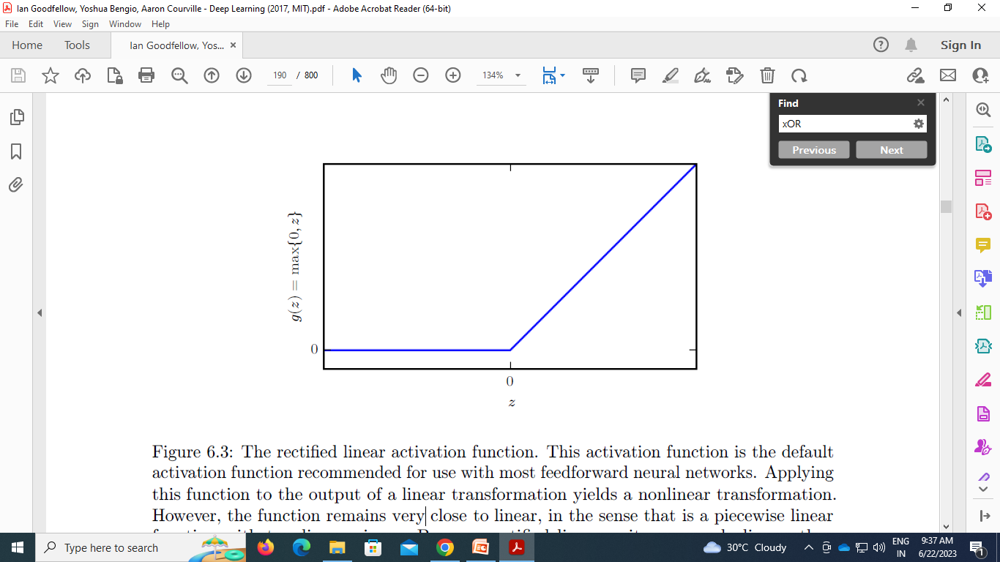 Ian Goodfellow, Yoshua Bengio, Aaron Courville - Deep Learning (2017, MIT).pdf - Adobe Acrobat Reader (64-bit)
File Edit View Sign Window Help
Home Tools Ian Goodfellow, Yos... ×
? Sign In
190 / 800 134%
Find
xOR
Previous Next
g(z) = max{0, z}
0
0
z
Figure 6.3: The rectified linear activation function. This activation function is the default
activation function recommended for use with most feedforward neural networks. Applying
this function to the output of a linear transformation yields a nonlinear transformation.
However, the function remains very close to linear, in the sense that is a piecewise linear
Type here to search
30°C Cloudy
ENG
IN
9:37 AM
6/22/2023
1